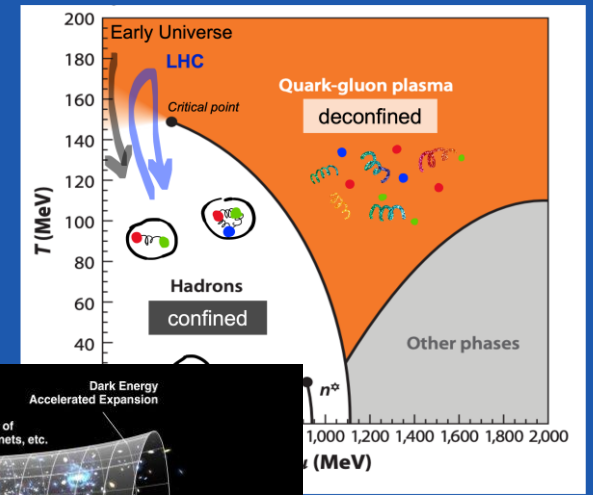 200
Early Universe
LHC
180
160
Critical point
Quark-gluon plasma
deconfined
140
120
100
80
60
40
T (MeV)
Hadrons
confined
Other phases
n
1,000 1,200 1,400 1,600 1,800 2,000
(MeV)
Dark Energy
Accelerated Expansion
of
nets, etc.